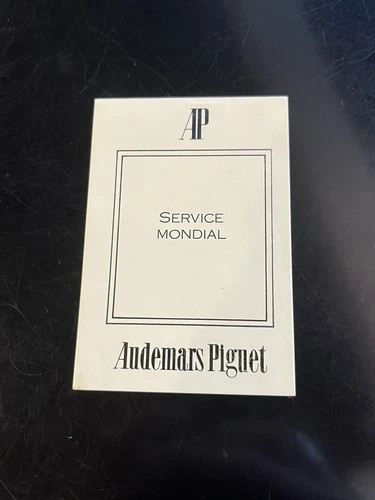 AP
SERVICE
MONDIAL
Audemars Piguet